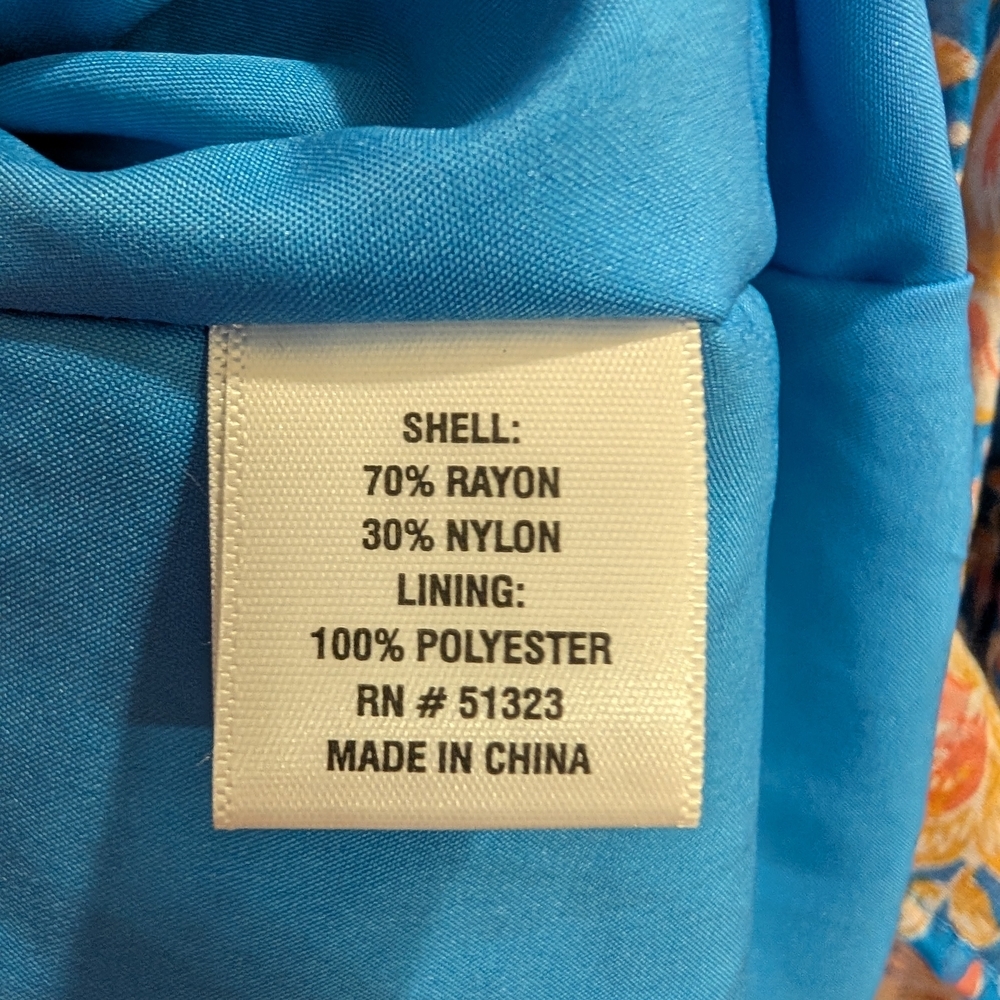 SHELL:
70% RAYON
30% NYLON
LINING:
100% POLYESTER
RN # 51323
MADE IN CHINA